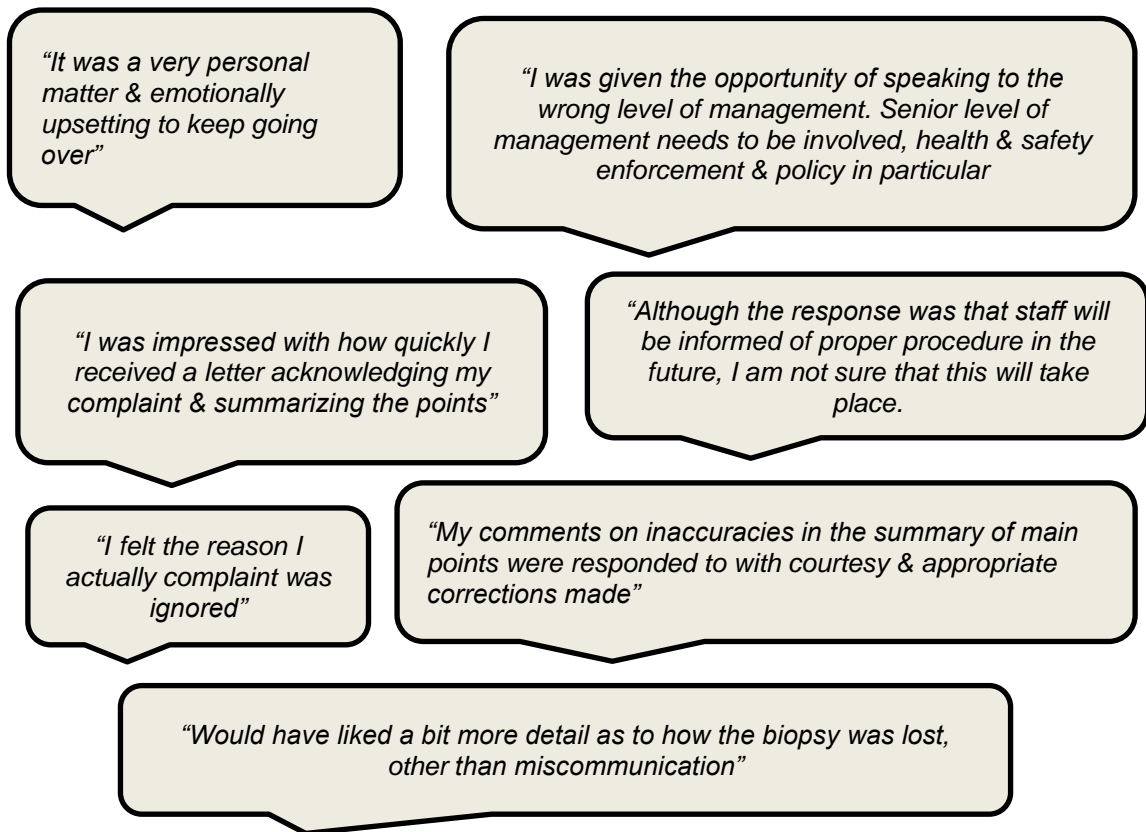 “It was a very personal
matter & emotionally
upsetting to keep going
over”
“I was given the opportunity of speaking to the
wrong level of management. Senior level of
management needs to be involved, health & safety
enforcement & policy in particular
“I was impressed with how quickly I
received a letter acknowledging my
complaint & summarizing the points”
“Although the response was that staff will
be informed of proper procedure in the
future, I am not sure that this will take
place.
“I felt the reason I
actually complaint was
ignored”
“My comments on inaccuracies in the summary of main
points were responded to with courtesy & appropriate
corrections made”
“Would have liked a bit more detail as to how the biopsy was lost,
other than miscommunication”